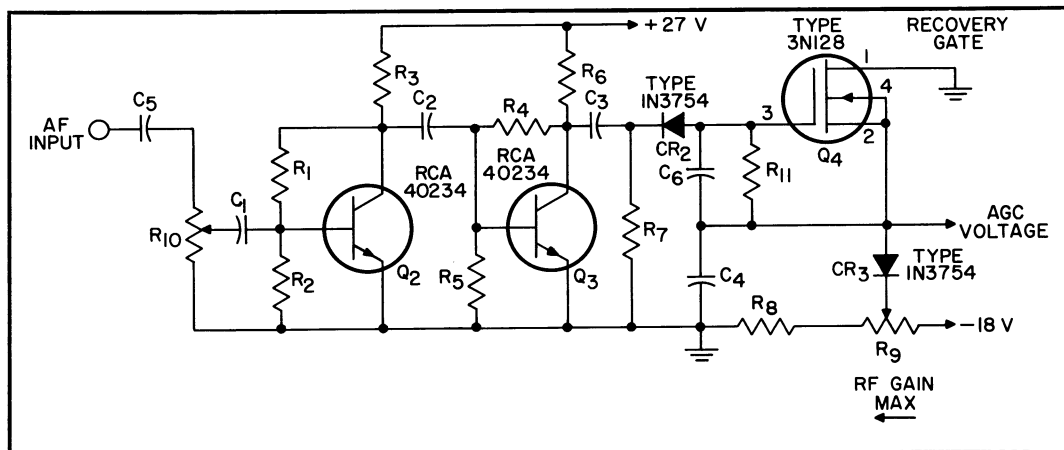 +27 V
TYPE
3N128
RECOVERY
GATE
R3
R6
TYPE
1N3754
1
4
3
2
C5
C2
R4
C3
AF
INPUT
CR2
Q4
R1
RCA
40234
RCA
40234
C6
R11
C1
R10
R7
AGC
VOLTAGE
R2
Q2
R5
Q3
C4
CR3
TYPE
1N3754
R8
-18 V
R9
RF GAIN
MAX